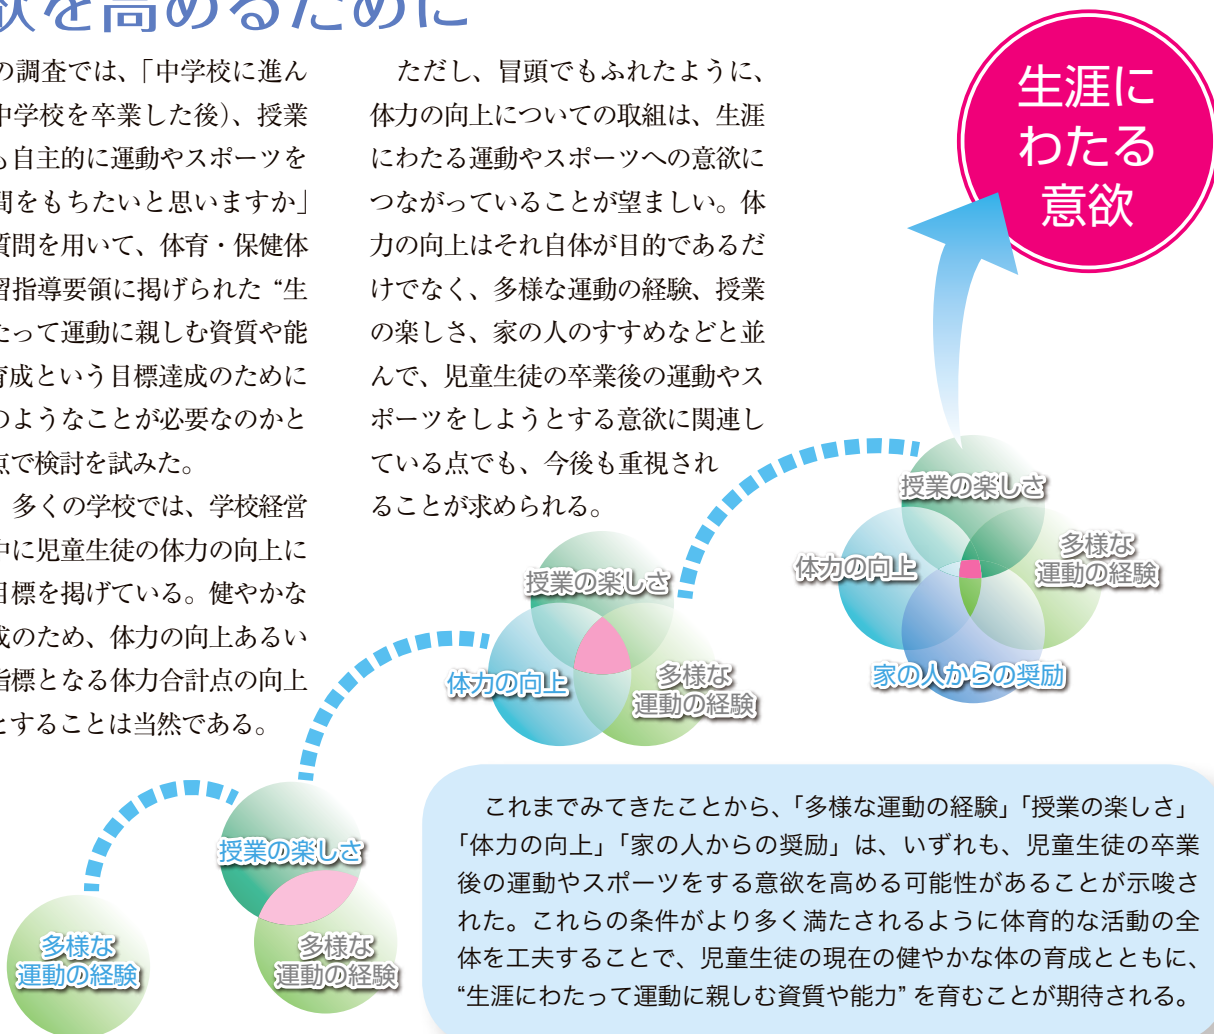 欲を高めるために
の調査では、「中学校に進ん
中学校を卒業した後）、授業
も自主的に運動やスポーツを
間をもちたいと思いますか」
質問を用いて、体育・保健体
習指導要領に掲げられた“生
たって運動に親しむ資質や能
育成という目標達成のために
のようなことが必要なのかと
点で検討を試みた。
多くの学校では、学校経営
中に児童生徒の体力の向上に
目標を掲げている。健やかな
成のため、体力の向上あるい
指標となる体力合計点の向上
とすることは当然である。
ただし、冒頭でもふれたように、
体力の向上についての取組は、生涯
にわたる運動やスポーツへの意欲に
つながっていることが望ましい。体
力の向上はそれ自体が目的であるだ
けでなく、多様な運動の経験、授業
の楽しさ、家の人のすすめなどと並
んで、児童生徒の卒業後の運動やス
ポーツをしようとする意欲に関連し
ている点でも、今後も重視され
ることが求められる。
生涯に
わたる
意欲
授業の楽しさ
体力の向上
多様な
運動の経験
家の人からの奨励
授業の楽しさ
体力の向上
多様な
運動の経験
授業の楽しさ
多様な
運動の経験
多様な
運動の経験
これまでみてきたことから、「多様な運動の経験」「授業の楽しさ」
「体力の向上」「家の人からの奨励」は、いずれも、児童生徒の卒業
後の運動やスポーツをする意欲を高める可能性があることが示唆さ
れた。これらの条件がより多く満たされるように体育的な活動の全
体を工夫することで、児童生徒の現在の健やかな体の育成とともに、
“生涯にわたって運動に親しむ資質や能力”を育むことが期待される。